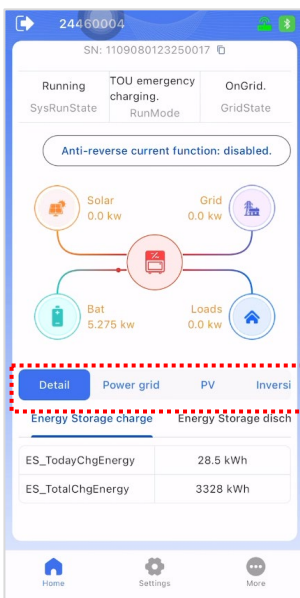 24460004
SN: 1109080123250017
Running
SysRunState
TOU emergency
charging.
RunMode
OnGrid.
GridState
Anti-reverse current function: disabled.
Solar
0.0 kw
Grid
0.0 kw
Bat
5.275 kw
Loads
0.0 kw
Detail Power grid PV Inversi
Energy Storage charge Energy Storage disch
ES_TodayChgEnergy 28.5 kWh
ES_TotalChgEnergy 3328 kWh
Home Settings More